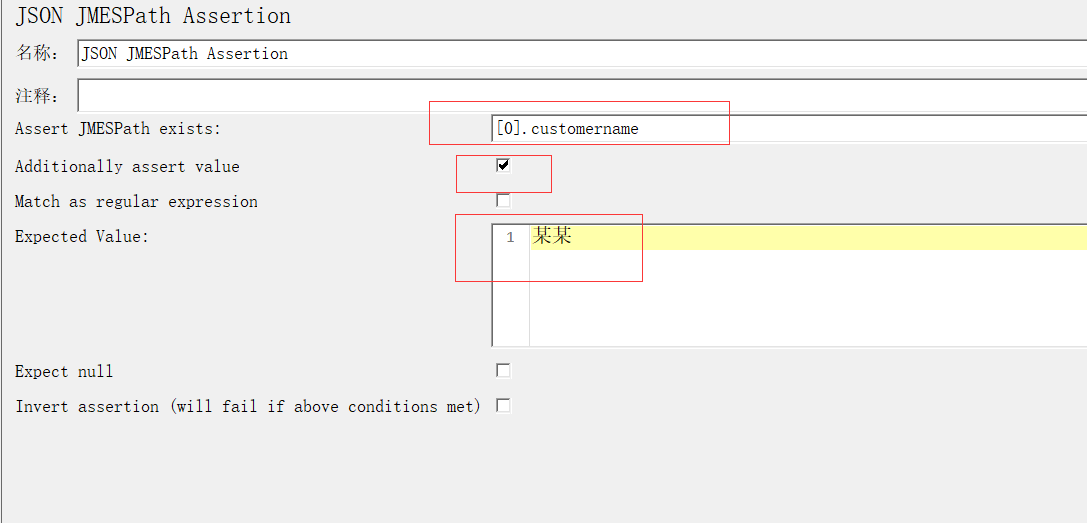 JSON JMESPath Assertion
名称: JSON JMESPath Assertion
注释:
Assert JMESPath exists: [0].customername
Additionally assert value
Match as regular expression
Expected Value: 1 某某
Expect null
Invert assertion (will fail if above conditions met)